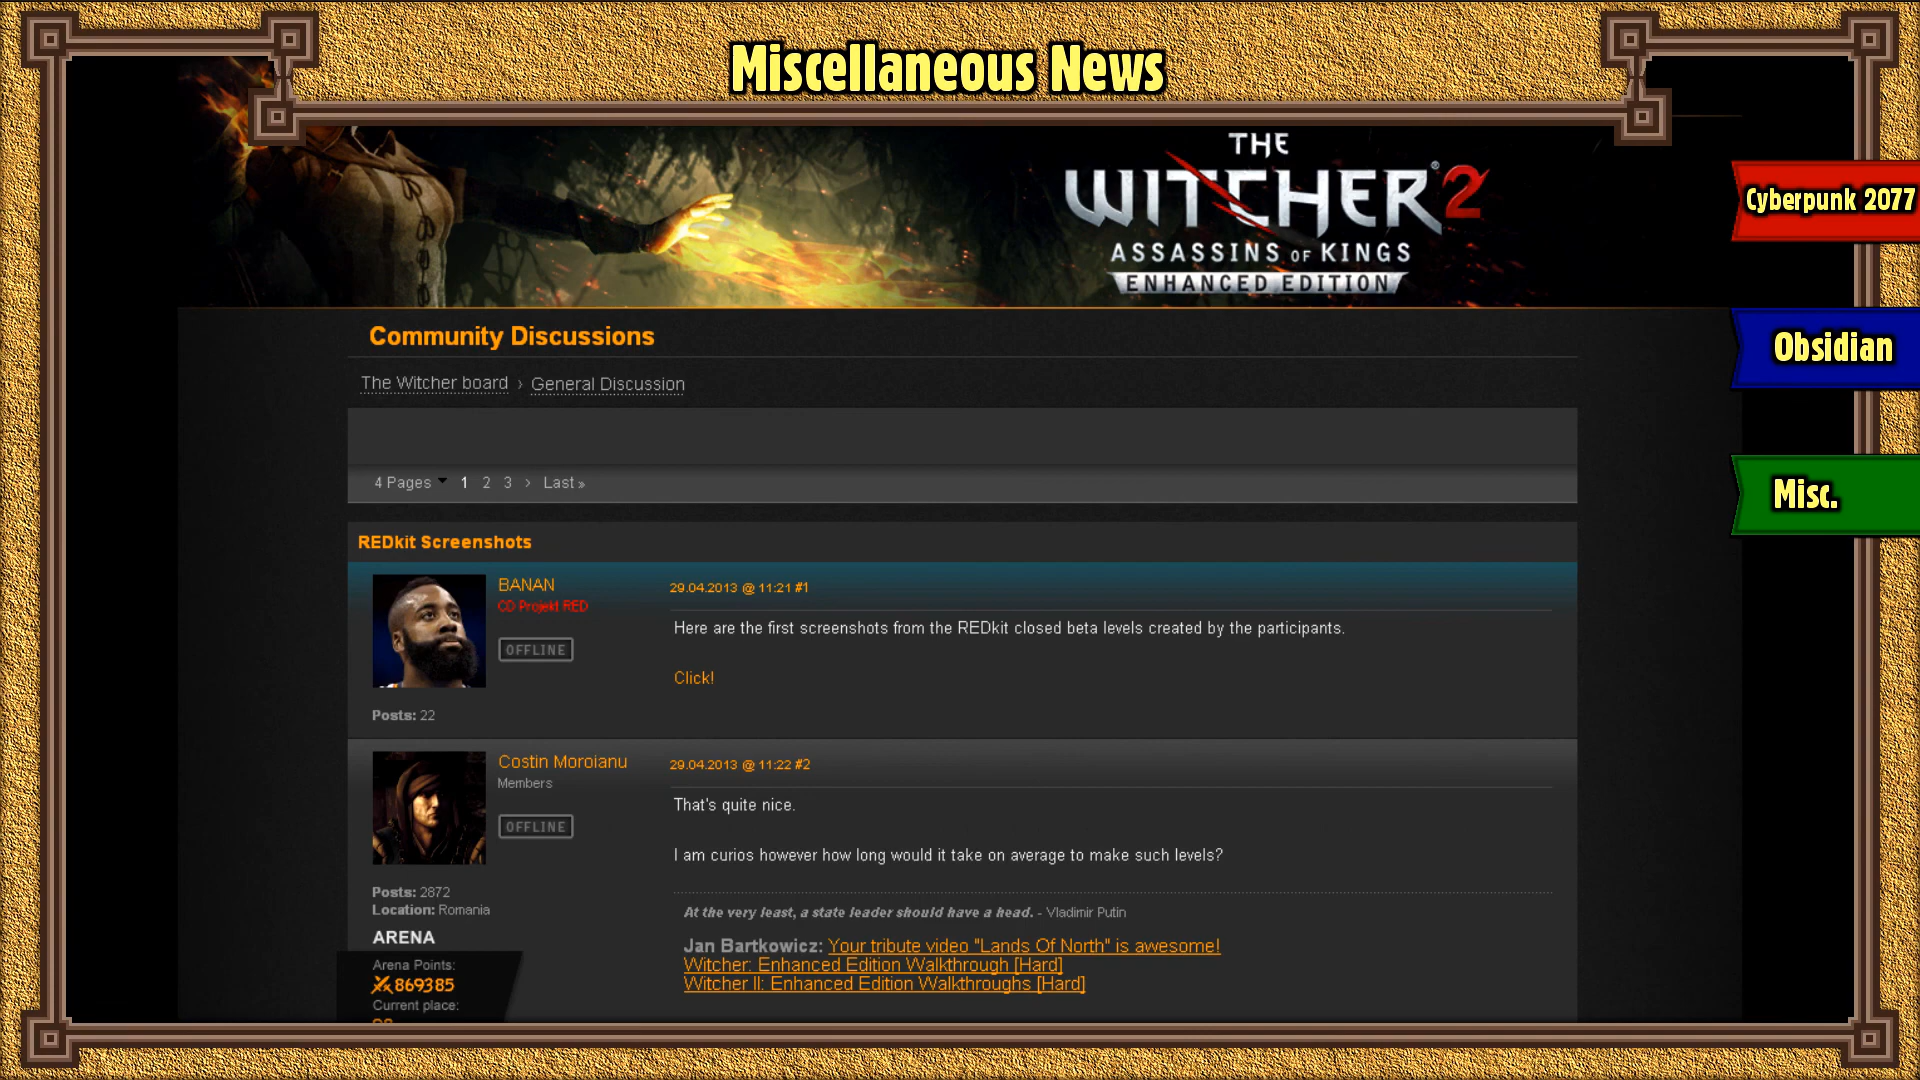 Miscellaneous News
THE
WITCHER® 2
ASSASSINS OF KINGS
ENHANCED EDITION
Cyberpunk 2077
Obsidian
Misc.
Community Discussions
The Witcher board › General Discussion
4 Pages 1 2 3 › Last »
REDkit Screenshots
BANAN
CD Projekt RED
OFFLINE
Posts: 22
29.04.2013 @ 11:21 #1
Here are the first screenshots from the REDkit closed beta levels created by the participants.
Click!
Costin Moroianu
Members
OFFLINE
Posts: 2872
Location: Romania
ARENA
Arena Points:
869385
Current place:
29.04.2013 @ 11:22 #2
That's quite nice.
I am curios however how long would it take on average to make such levels?
At the very least, a state leader should have a head. - Vladimir Putin
Jan Bartkowicz: Your tribute video "Lands Of North" is awesome!
Witcher: Enhanced Edition Walkthrough [Hard]
Witcher II: Enhanced Edition Walkthroughs [Hard]